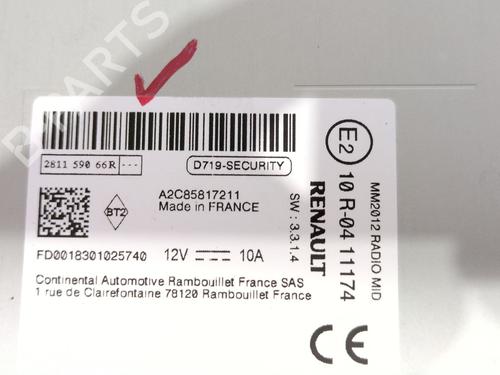 B PARTS
2811 590 66R ---
D719-SECURITY
BT2
A2C85817211
Made in FRANCE
FD0018301025740 12V 10A
Continental Automotive Rambouillet France SAS
1 rue de Clairefontaine 78120 Rambouillet France
SW : 3.3.1.4
RENAULT
E2 10 R-04 11174
MM2012 RADIO MID
CE